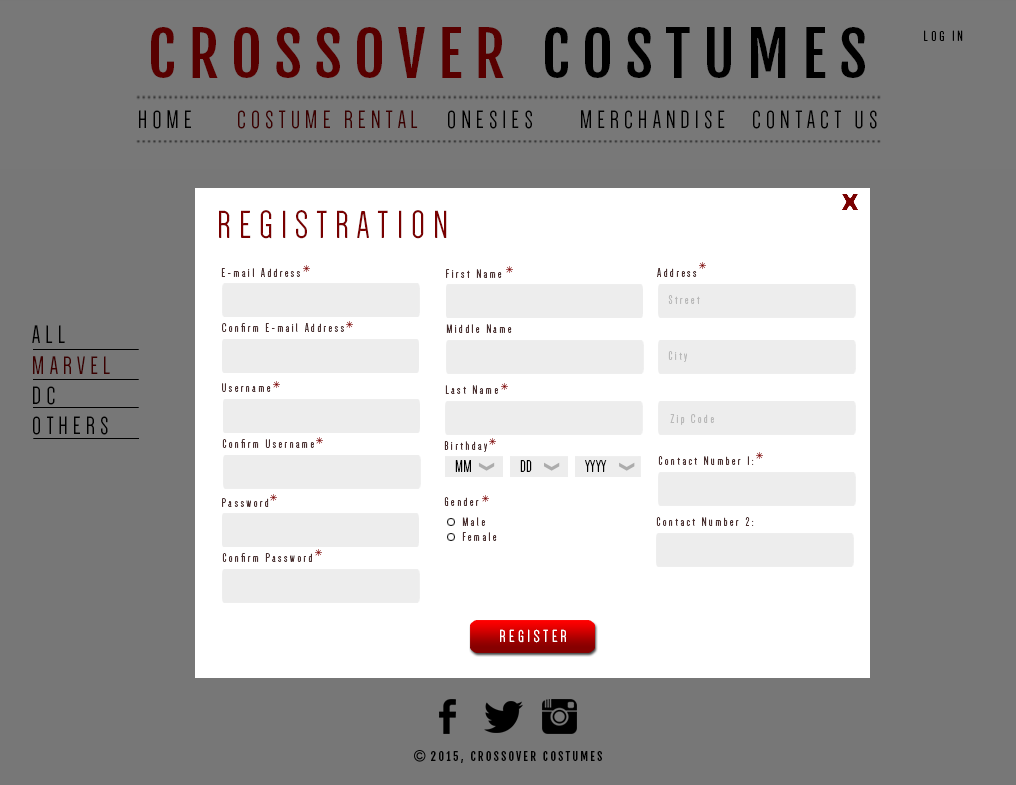 CROSSOVER COSTUMES
LOG IN
HOME COSTUME RENTAL ONESIES MERCHANDISE CONTACT US
ALL
MARVEL
DC
OTHERS
X
REGISTRATION
E-mail Address*
Confirm E-mail Address*
Username*
Confirm Username*
Password*
Confirm Password*
First Name*
Middle Name
Last Name*
Birthday*
MM DD YYYY
Gender*
Male
Female
Address*
Street
City
Zip Code
Contact Number 1:*
Contact Number 2:
REGISTER
© 2015, CROSSOVER COSTUMES